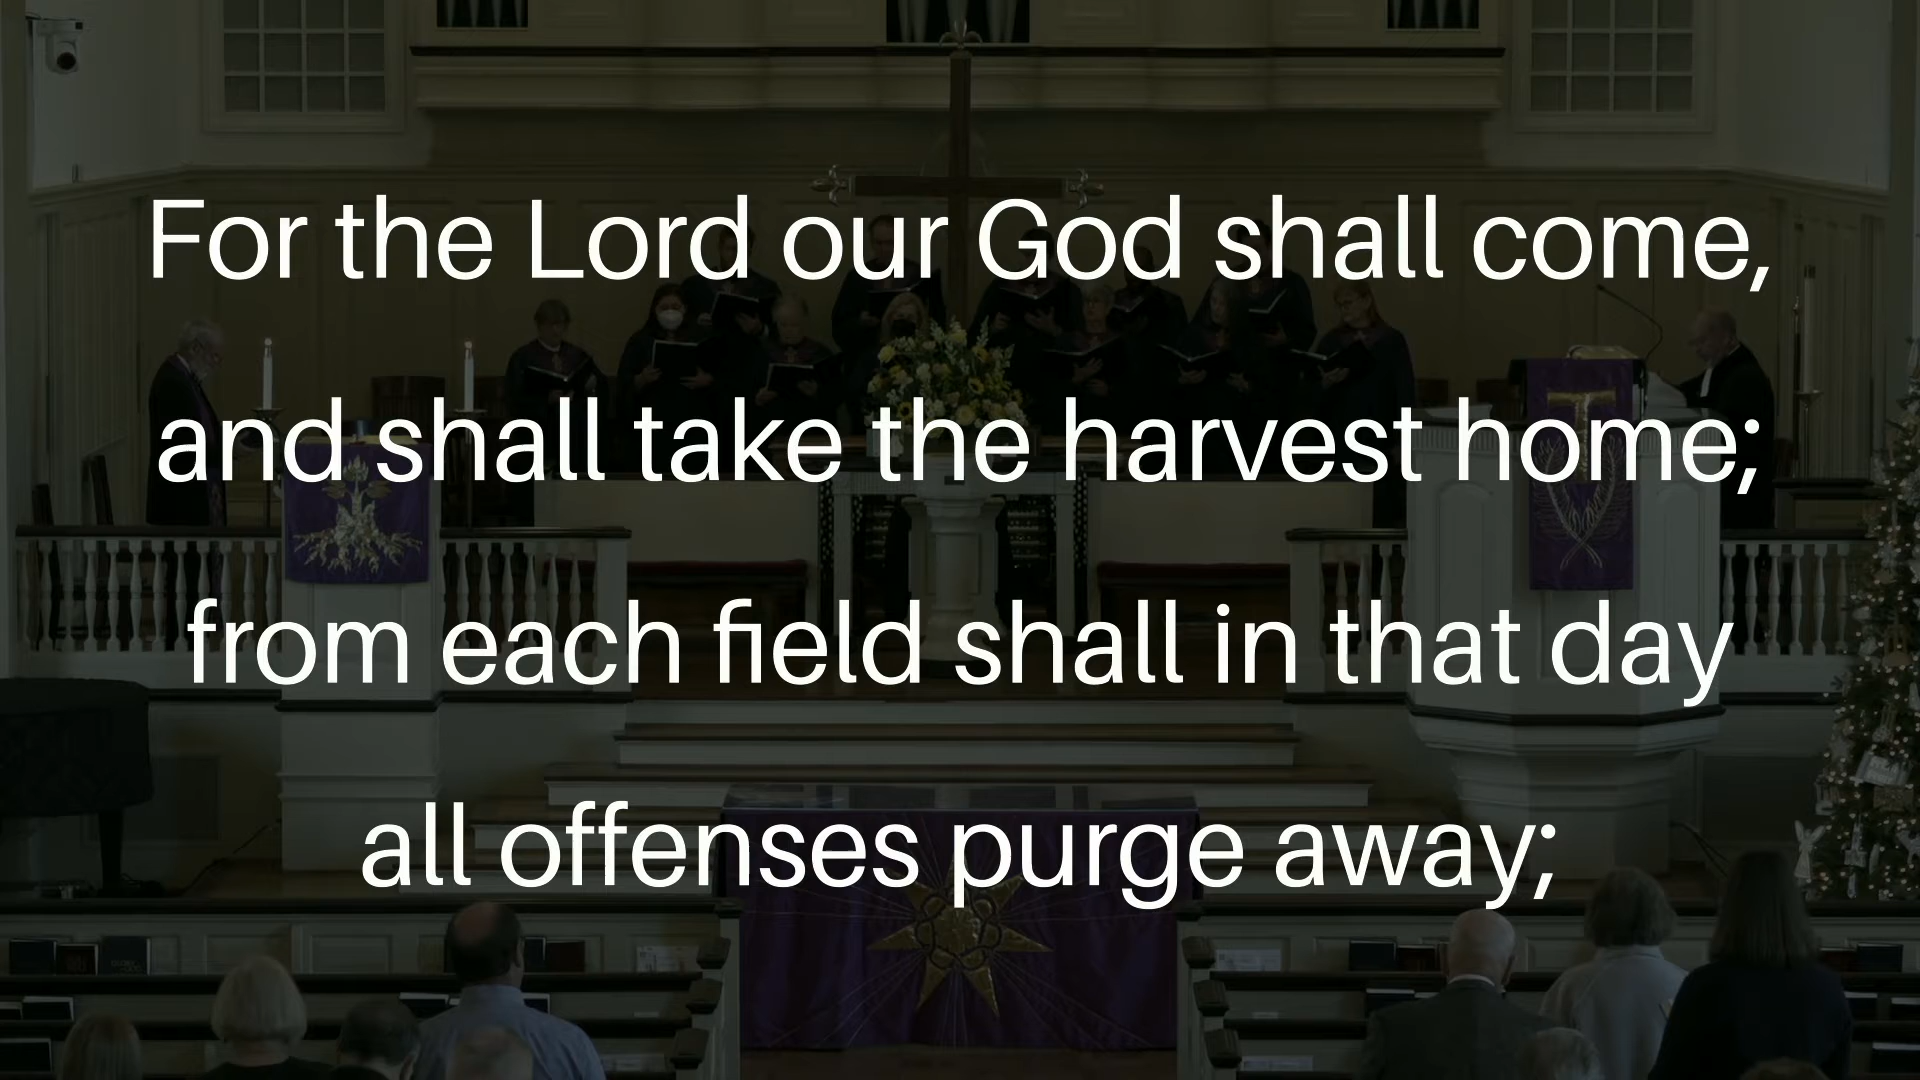 For the Lord our God shall come,
and shall take the harvest home;
from each field shall in that day
all offenses purge away;